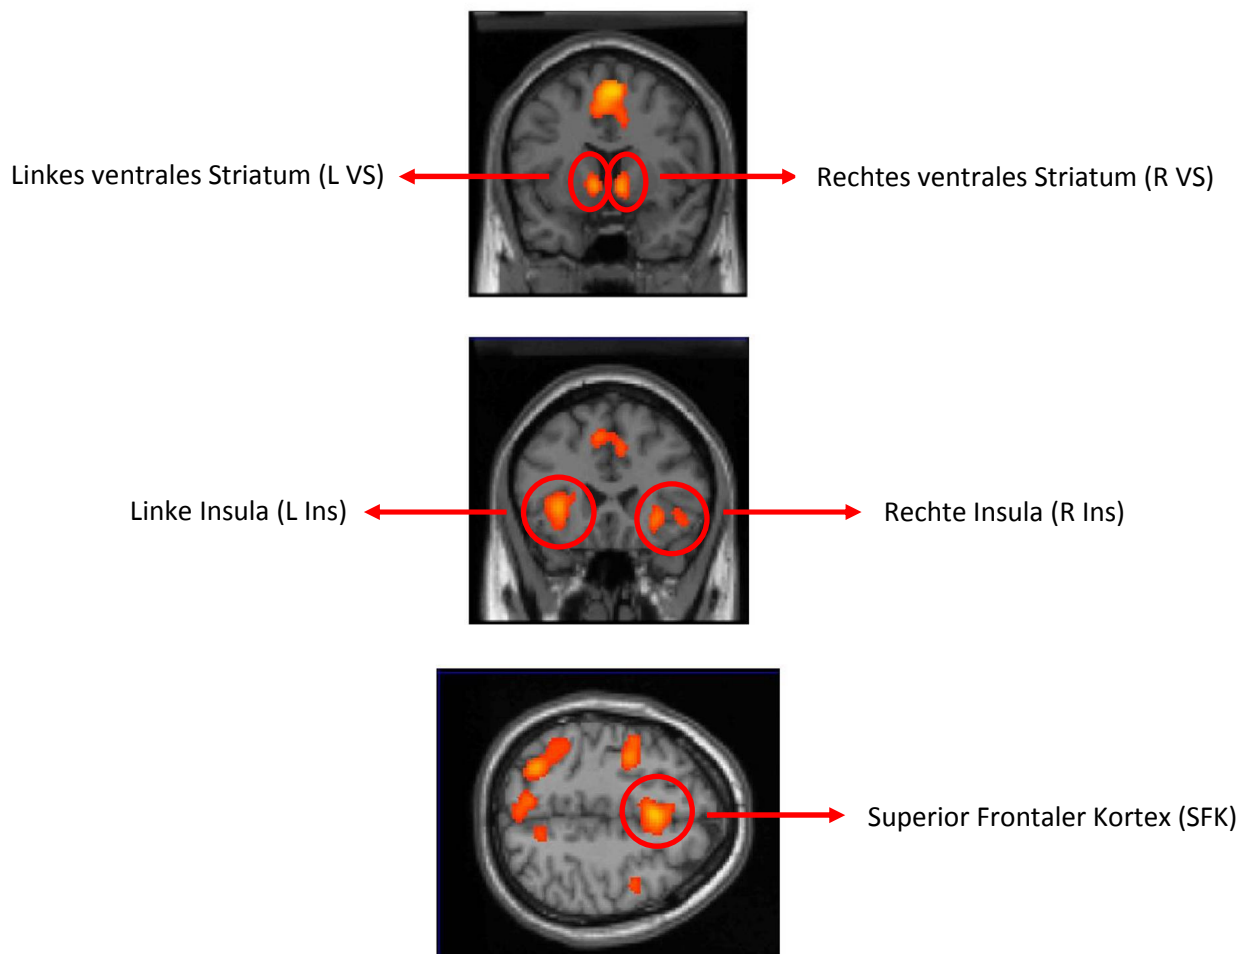 Linkes ventrales Striatum (L VS)
Rechtes ventrales Striatum (R VS)
Linke Insula (L Ins)
Rechte Insula (R Ins)
Superior Frontaler Kortex (SFK)